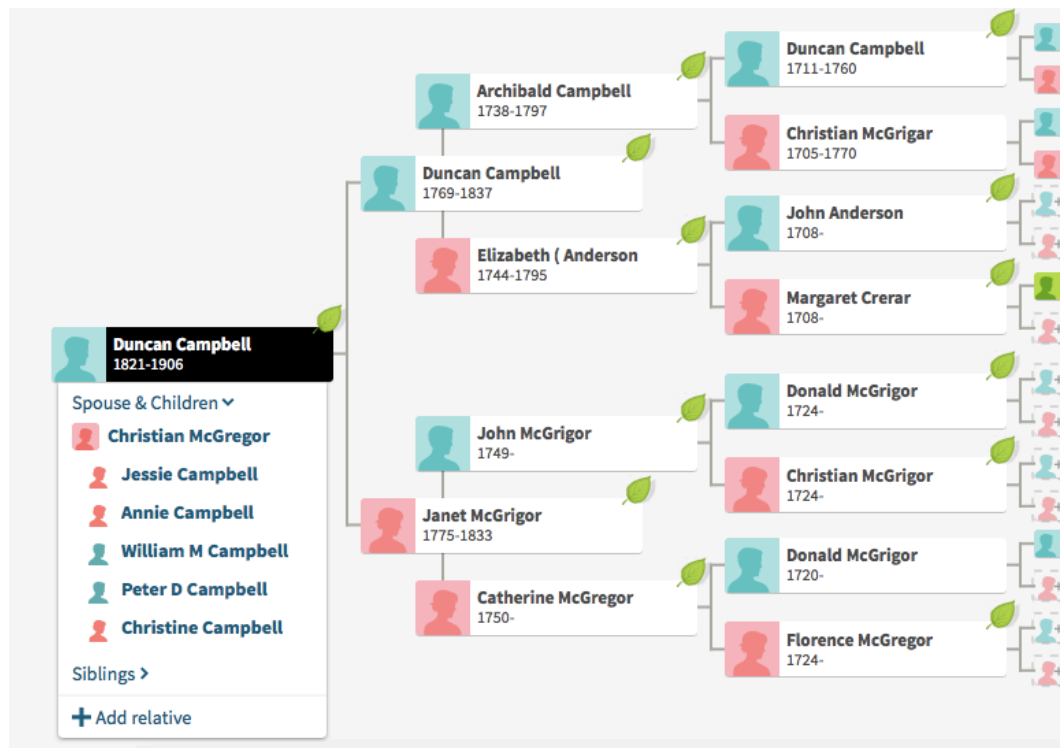 Duncan Campbell
1711-1760
Archibald Campbell
1738-1797
Christian McGrigar
1705-1770
Duncan Campbell
1769-1837
John Anderson
1708-
Elizabeth ( Anderson
1744-1795
Margaret Crerar
1708-
Duncan Campbell
1821-1906
Spouse & Children
Christian McGregor
Jessie Campbell
Annie Campbell
William M Campbell
Peter D Campbell
Christine Campbell
Siblings
Add relative
Donald McGrigor
1724-
John McGrigor
1749-
Christian McGrigor
1724-
Janet McGrigor
1775-1833
Donald McGrigor
1720-
Catherine McGregor
1750-
Florence McGregor
1724-